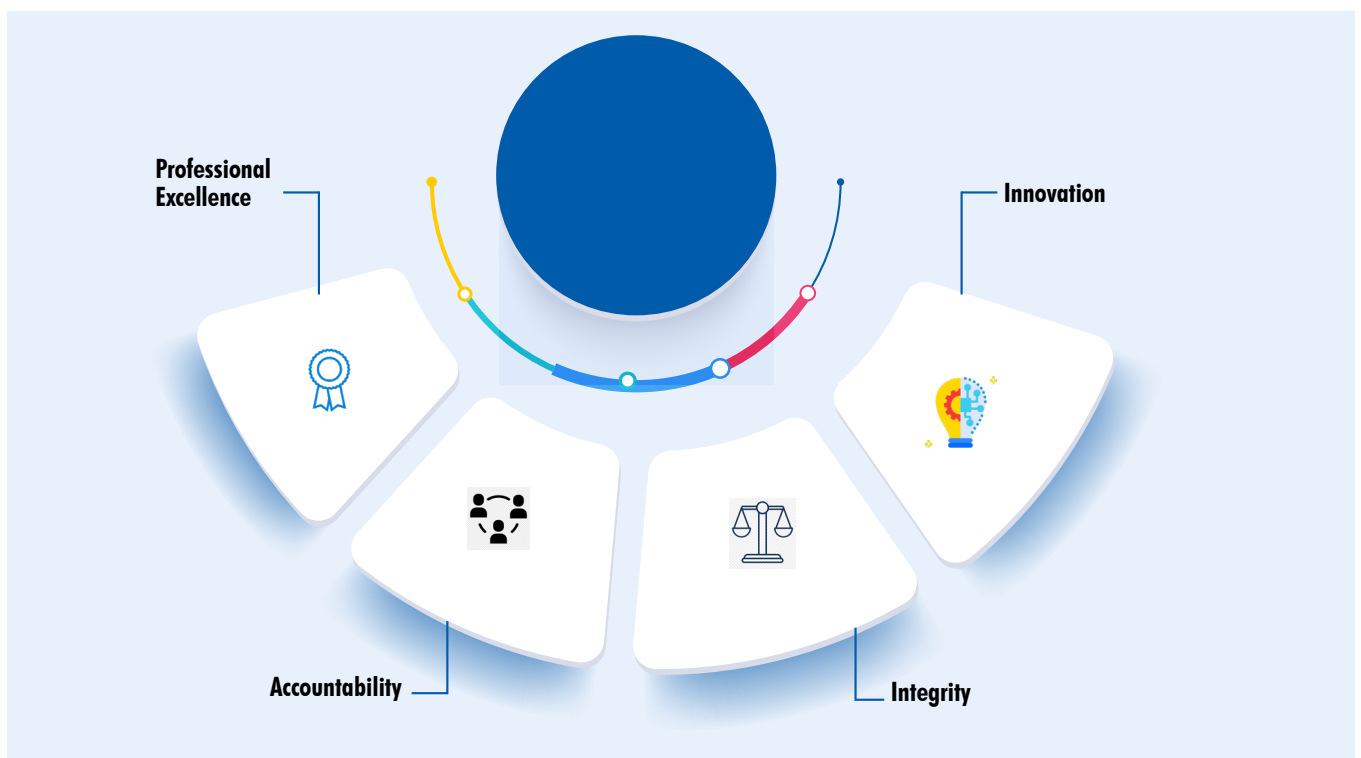 Professional
Excellence
Innovation
Accountability
Integrity